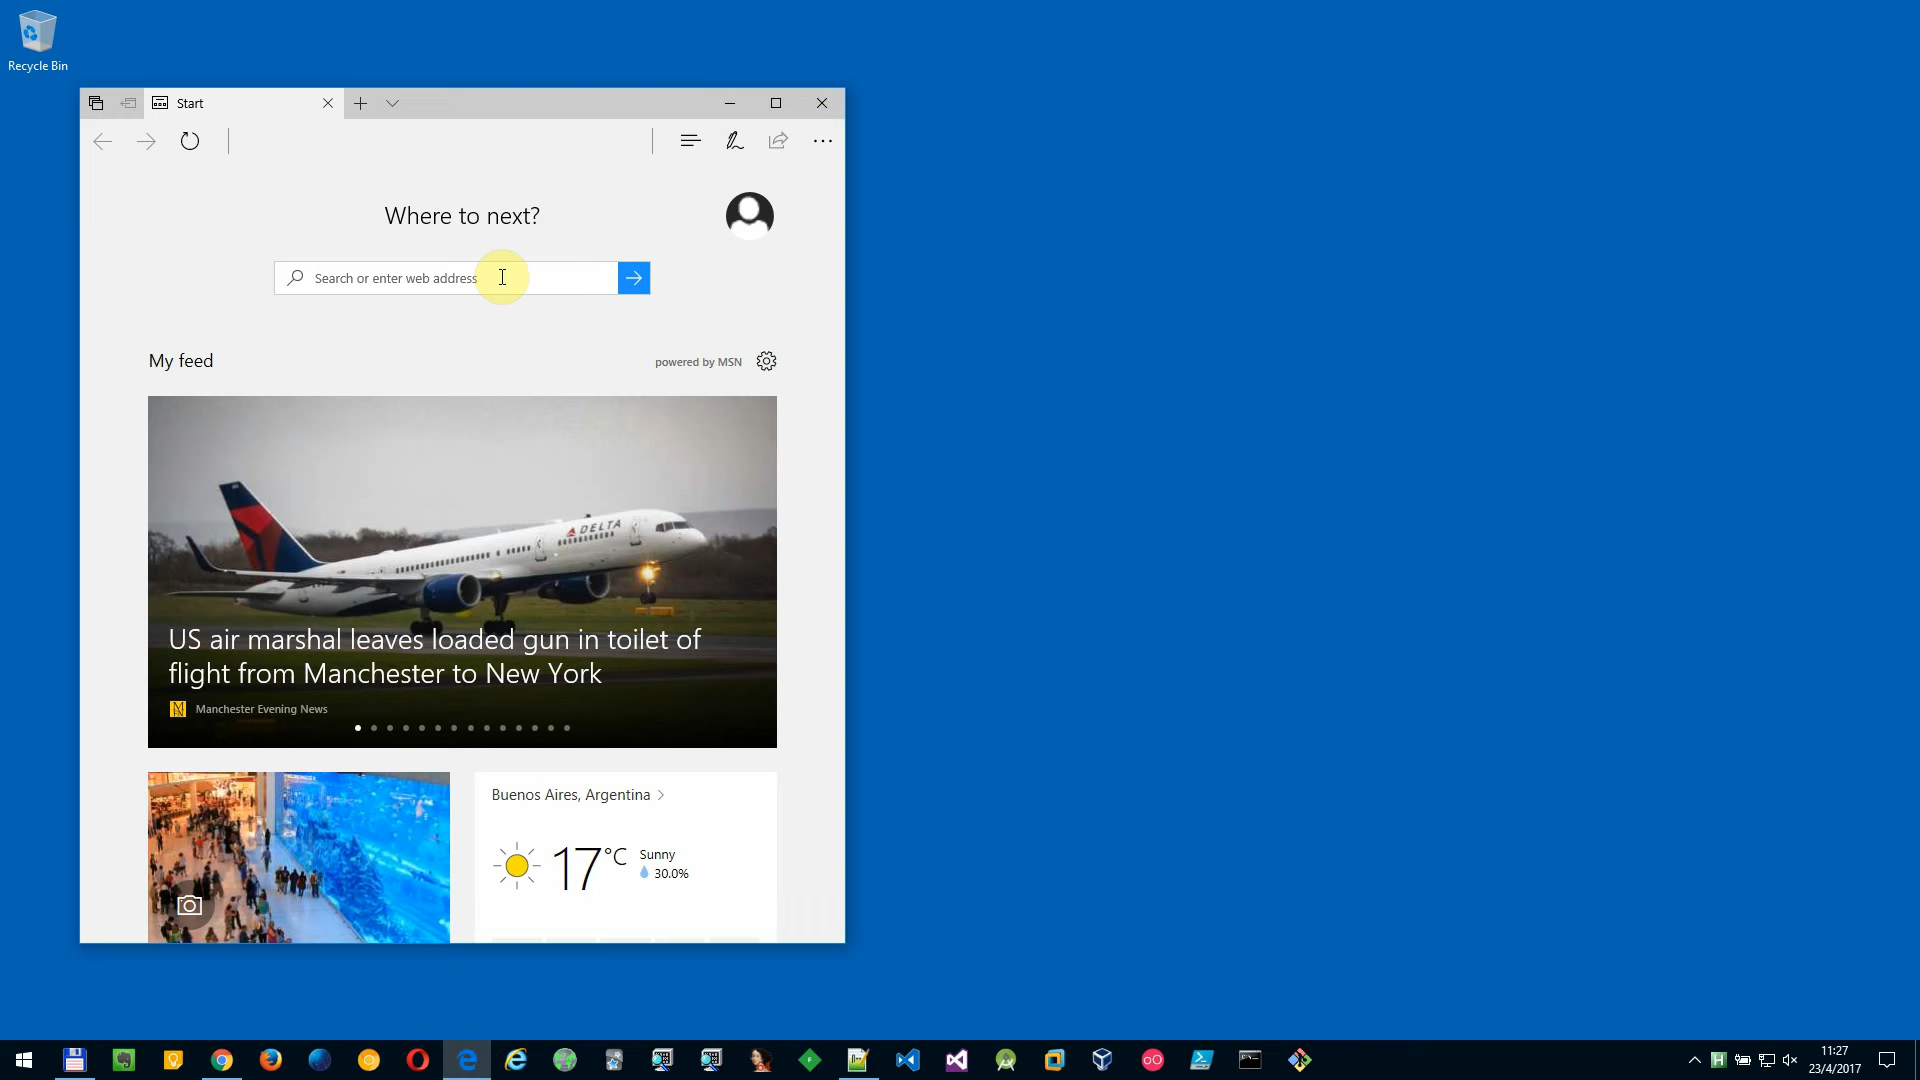 Recycle Bin
Start
Where to next?
Search or enter web address
My feed
powered by MSN
DELTA
US air marshal leaves loaded gun in toilet of
flight from Manchester to New York
Manchester Evening News
Buenos Aires, Argentina
17°C
Sunny
30.0%
11:27
23/4/2017